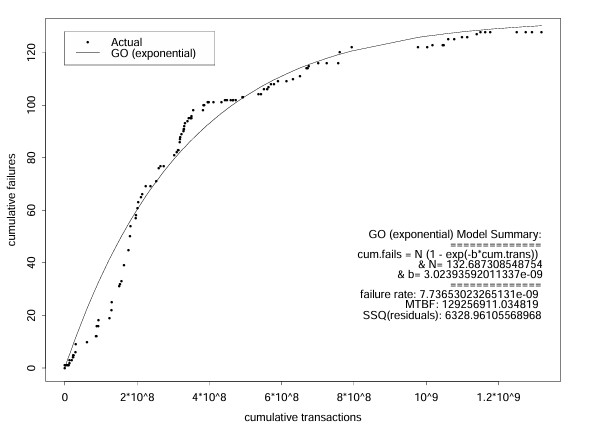 Actual
GO (exponential)
cumulative failures
0 20 40 60 80 100 120
GO (exponential) Model Summary:
=============
cum.fails = N (1 - exp(-b*cum.trans))
& N= 132.687308548754
& b= 3.02393592011337e-09
=============
failure rate: 7.73653023265131e-09
MTBF: 129256911.034819
SSQ(residuals): 6328.96105568968
0 2*10^8 4*10^8 6*10^8 8*10^8 10^9 1.2*10^9
cumulative transactions